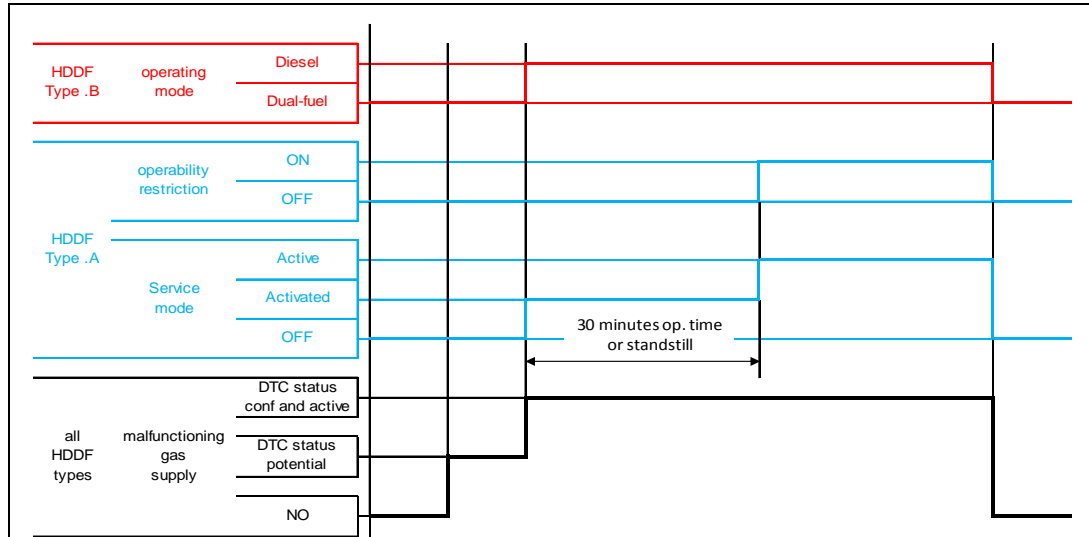 HDDF
Type .B
operating
mode
Diesel
Dual-fuel
HDDF
Type .A
operability
restriction
ON
OFF
Service
mode
Active
Activated
OFF
30 minutes op. time
or standstill
all
HDDF
types
malfunctioning
gas
supply
DTC status
conf and active
DTC status
potential
NO